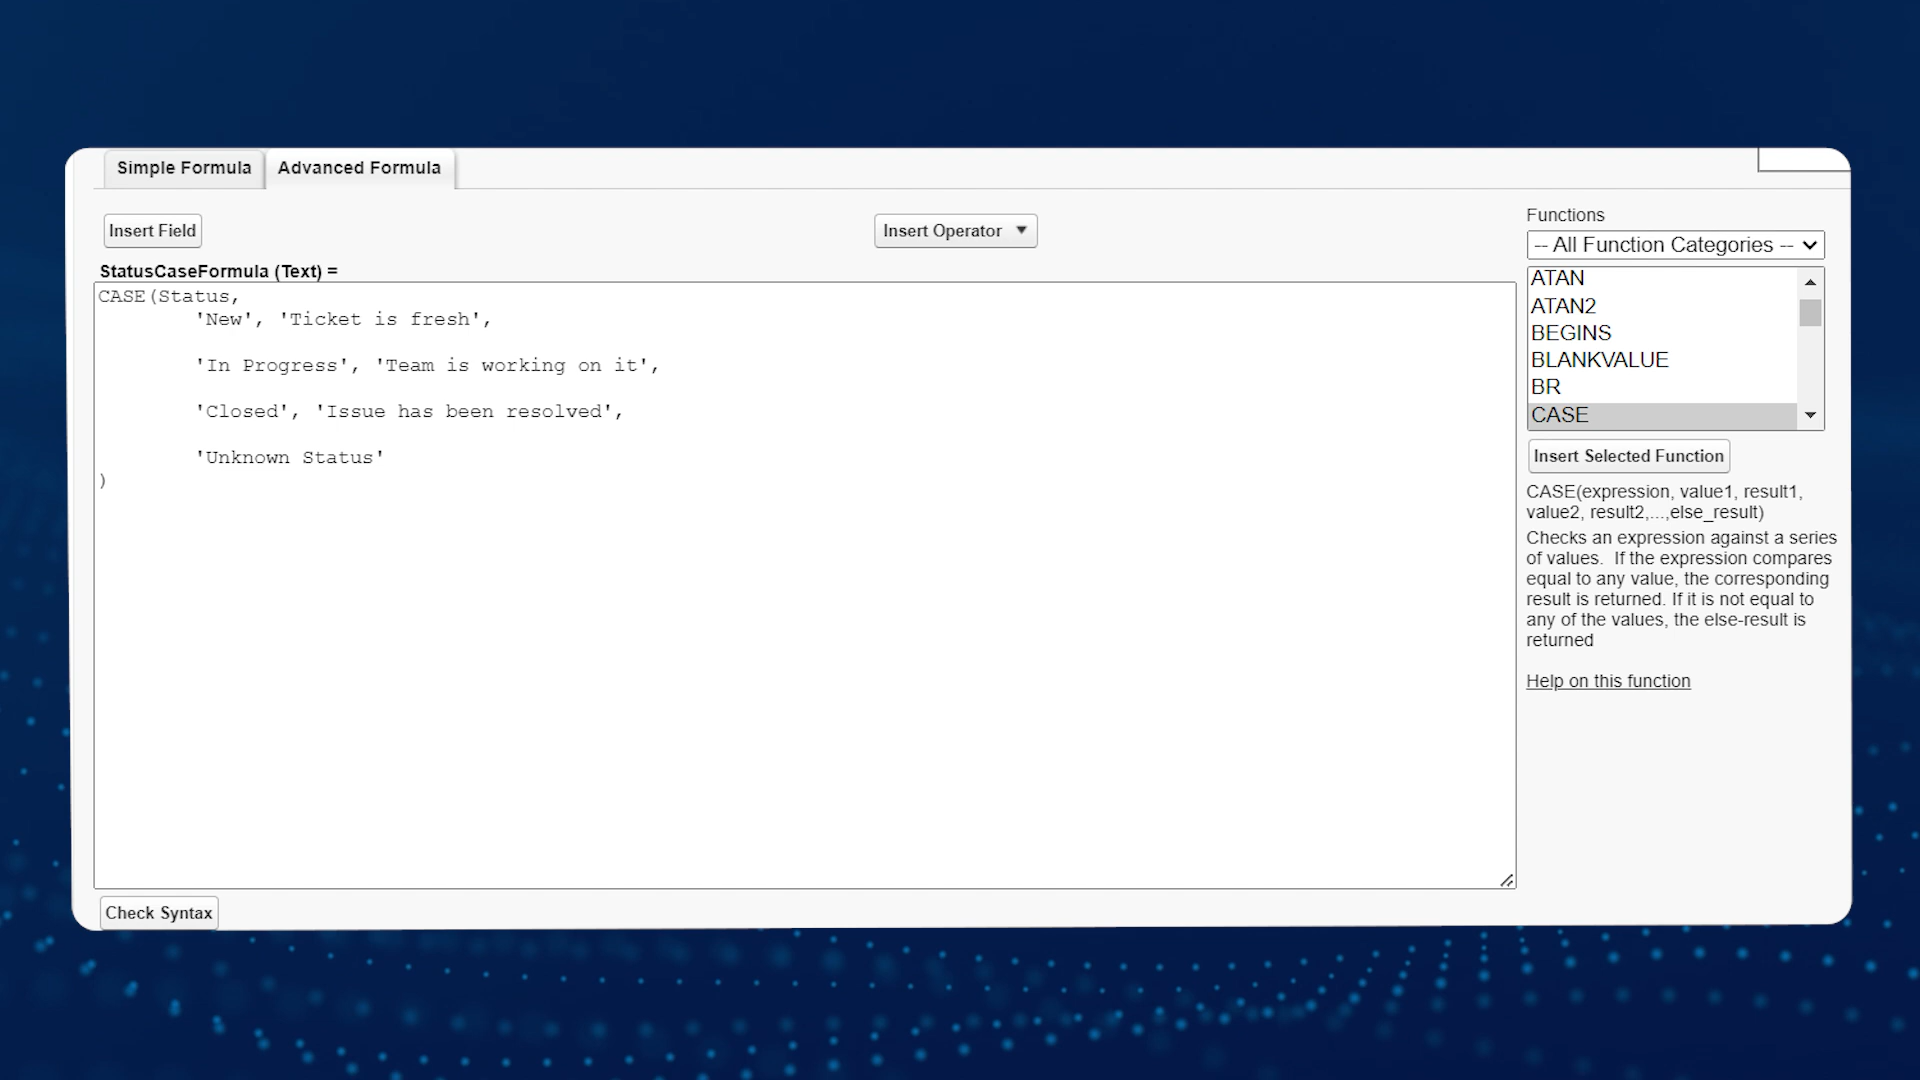 Simple Formula
Advanced Formula
Insert Field
Insert Operator
StatusCaseFormula (Text) =
CASE(Status,
'New', 'Ticket is fresh',
'In Progress', 'Team is working on it',
'Closed', 'Issue has been resolved',
'Unknown Status'
)
Check Syntax
Functions
-- All Function Categories --
ATAN
ATAN2
BEGINS
BLANKVALUE
BR
CASE
Insert Selected Function
CASE(expression, value1, result1,
value2, result2,...,else_result)
Checks an expression against a series
of values. If the expression compares
equal to any value, the corresponding
result is returned. If it is not equal to
any of the values, the else-result is
returned
Help on this function